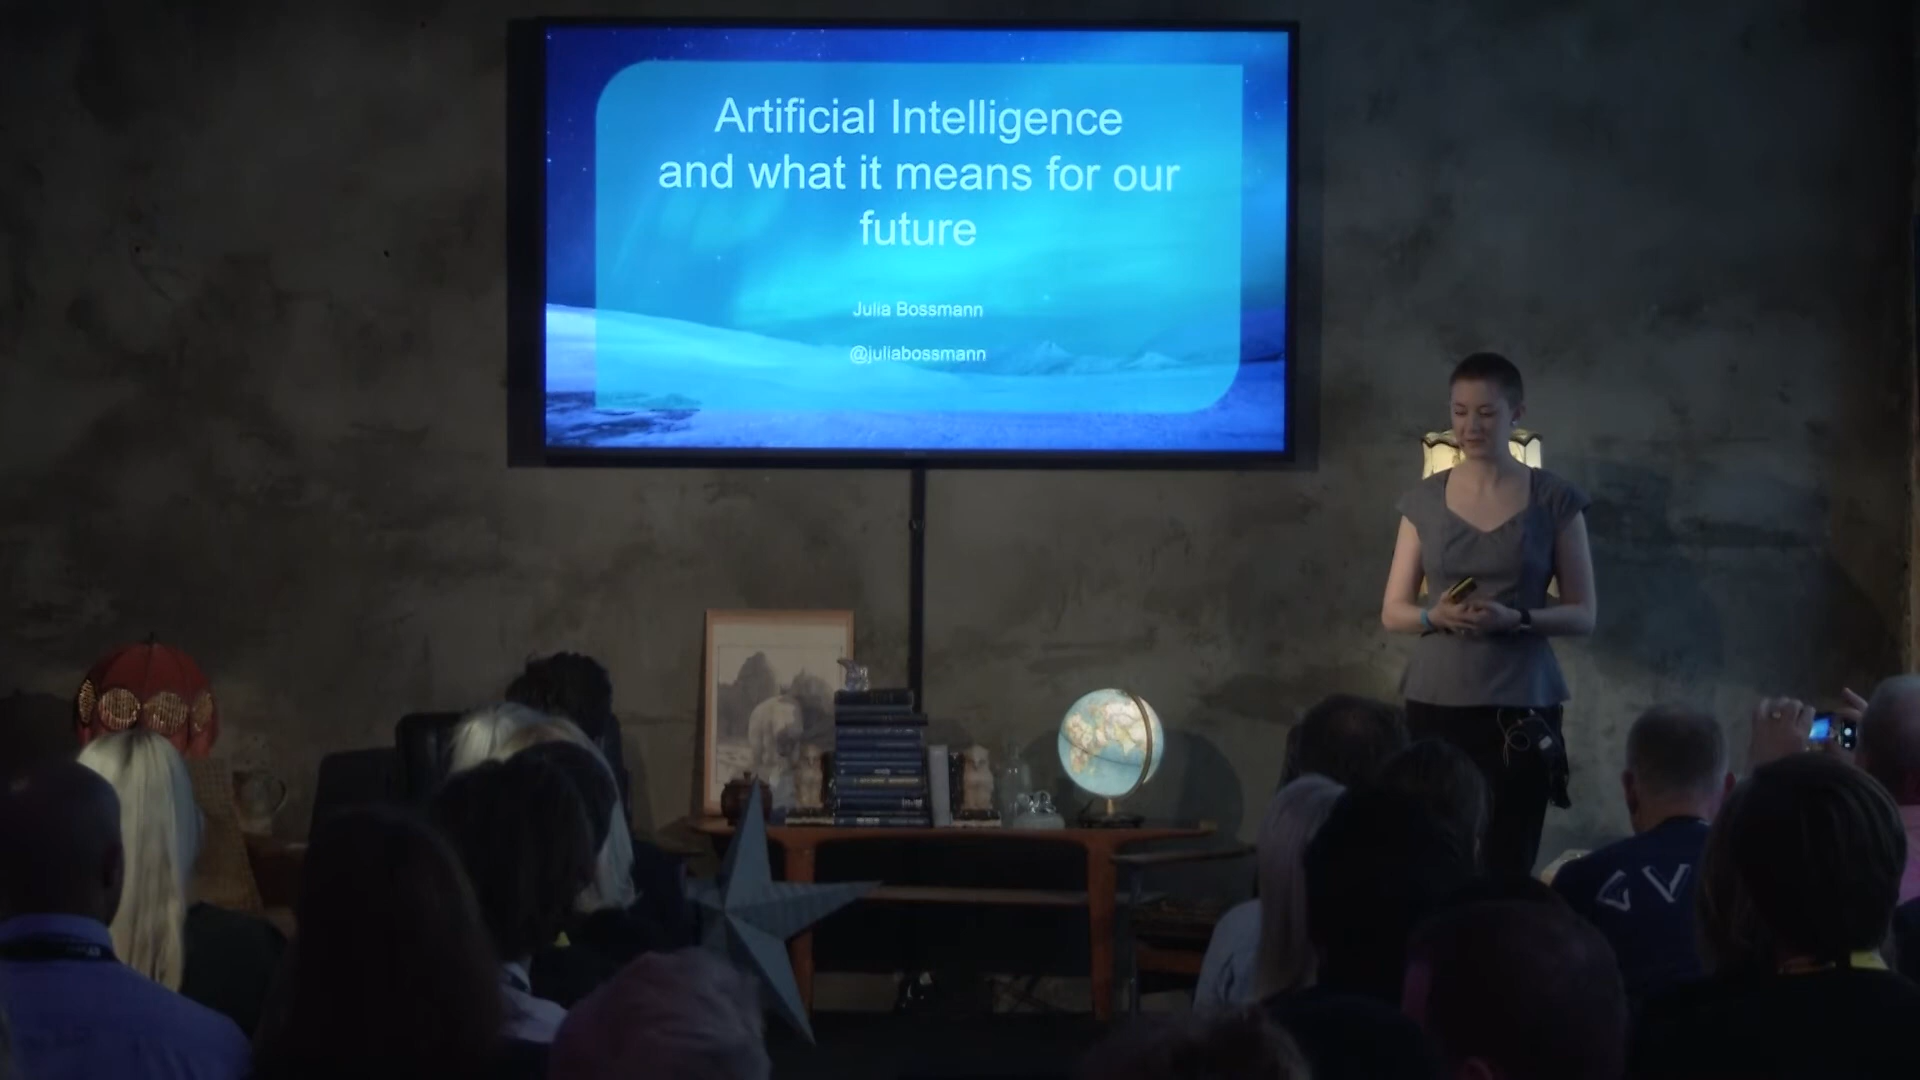 Artificial Intelligence
and what it means for our
future
Julia Bossmann
@juliabossmann